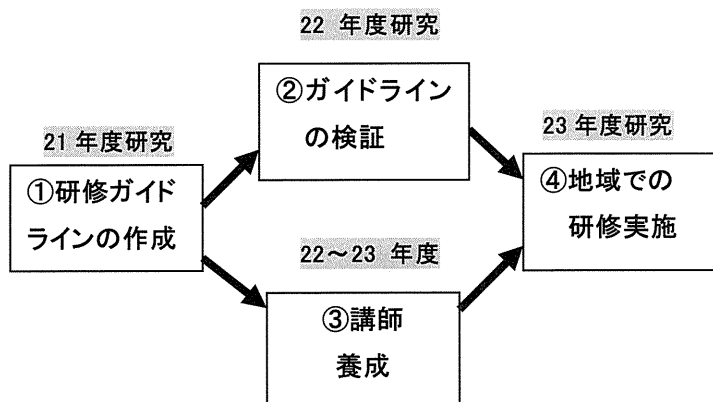 22 年度研究
②ガイドライン
の検証
21 年度研究
①研修ガイド
ラインの作成
23 年度研究
④地域での
研修実施
22～23 年度
③講師
養成